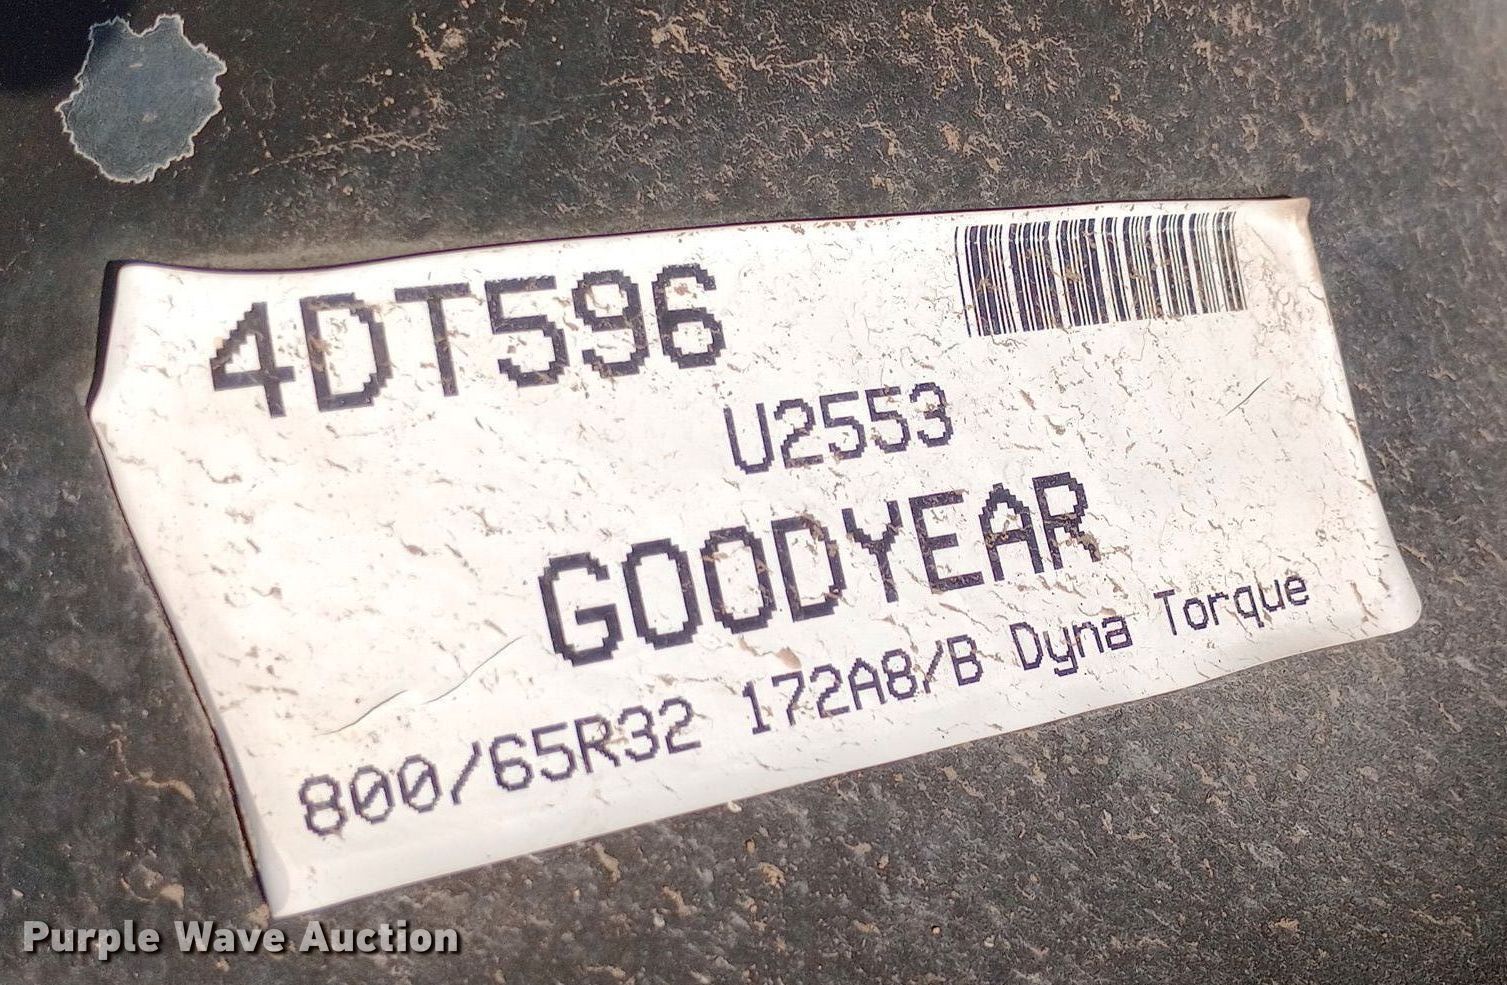 4DT596
U2553
GOODYEAR
800/65R32 172A8/B Dyna Torque
Purple Wave Auction